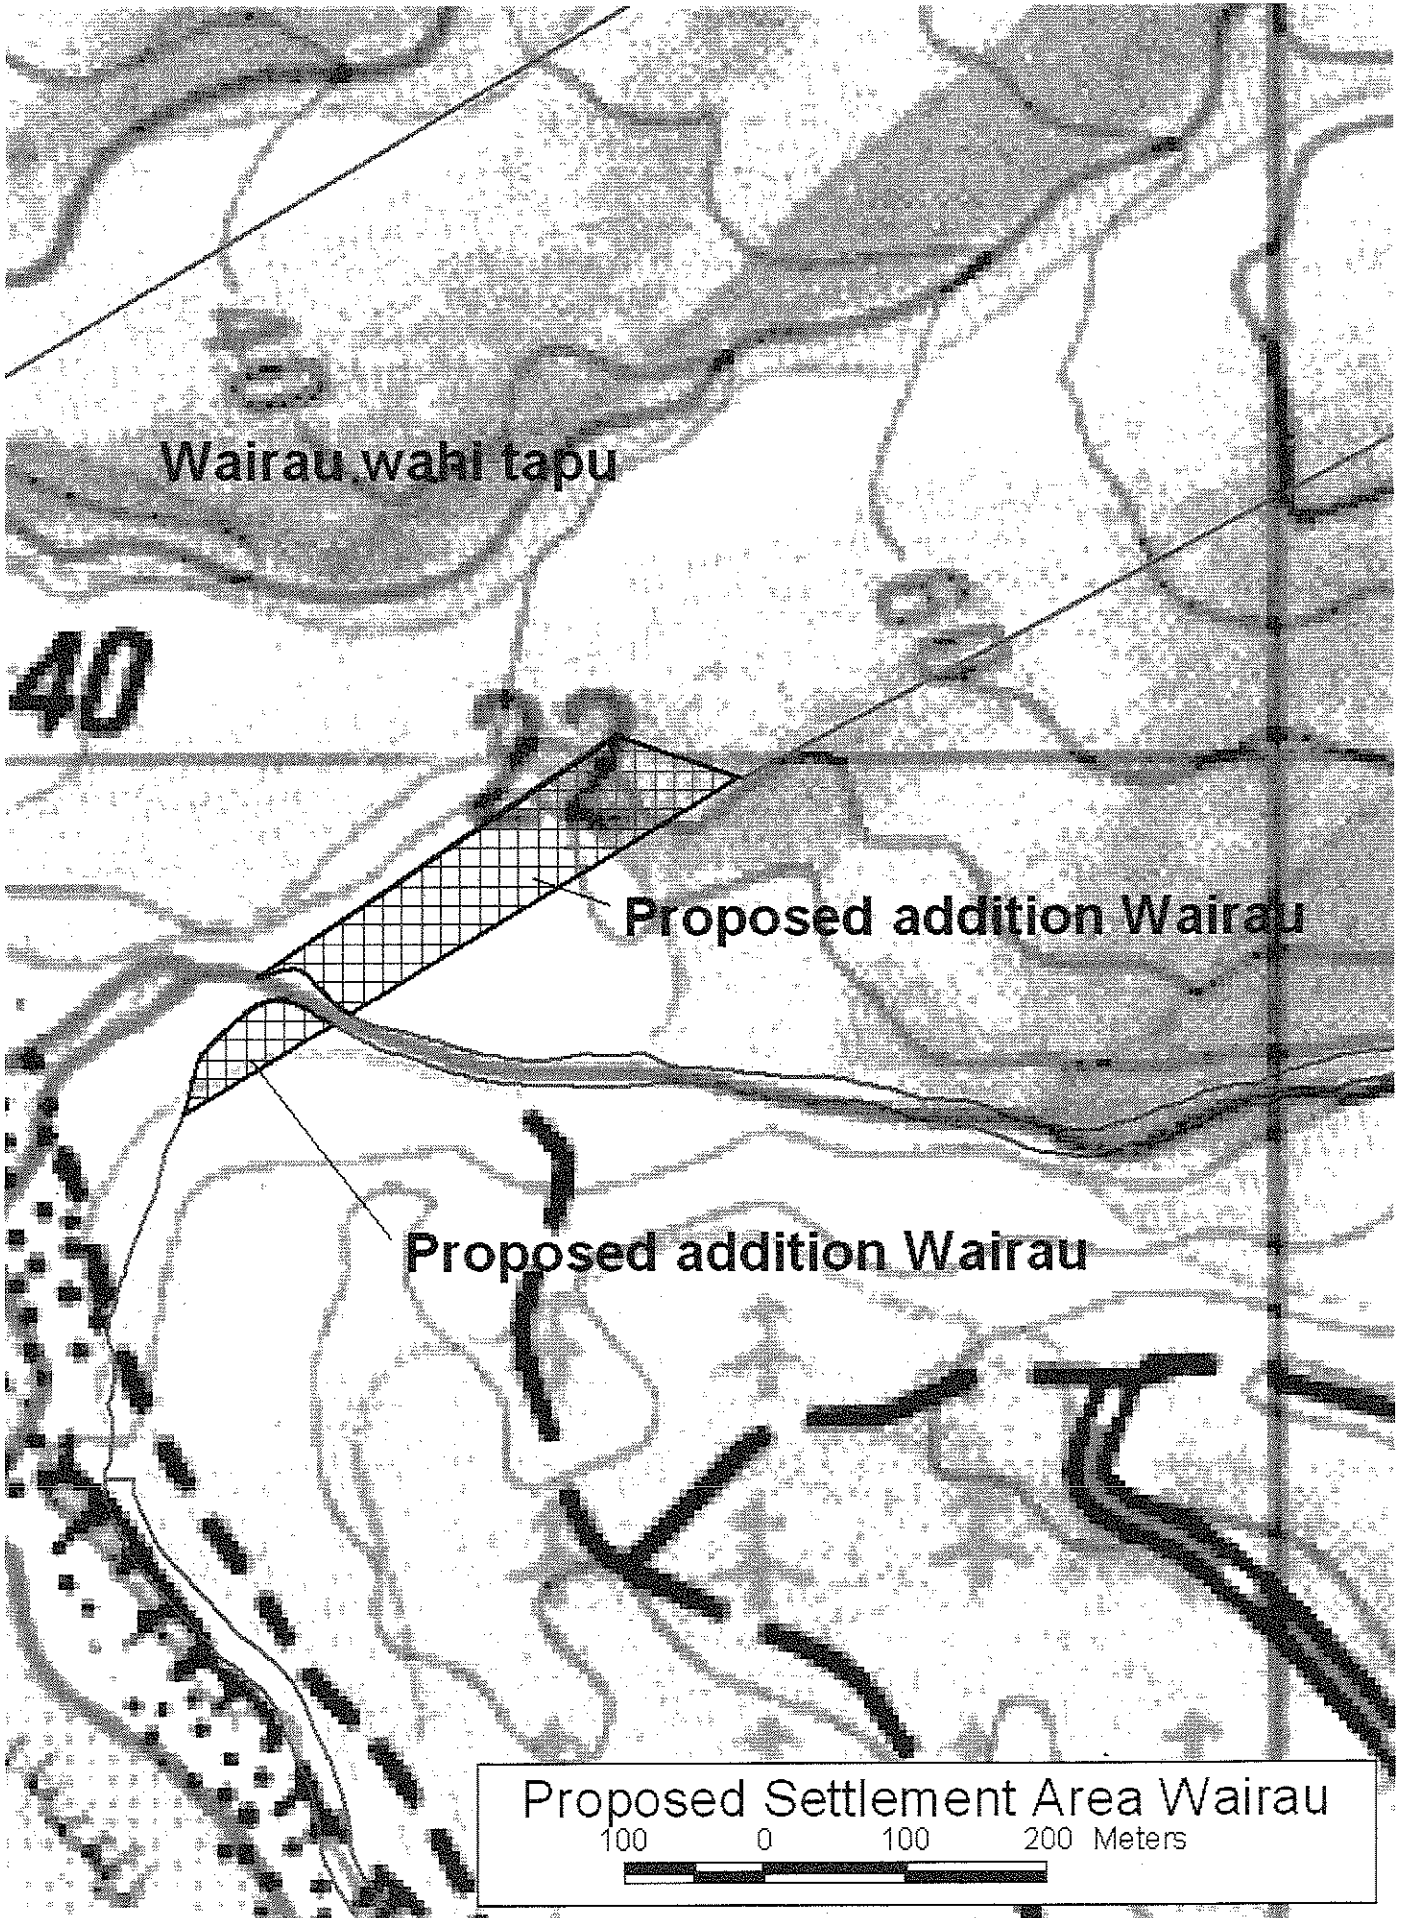 Wairau wahi tapu
40
22
Proposed addition Wairau
Proposed addition Wairau
Proposed Settlement Area Wairau
100 0 100 200 Meters